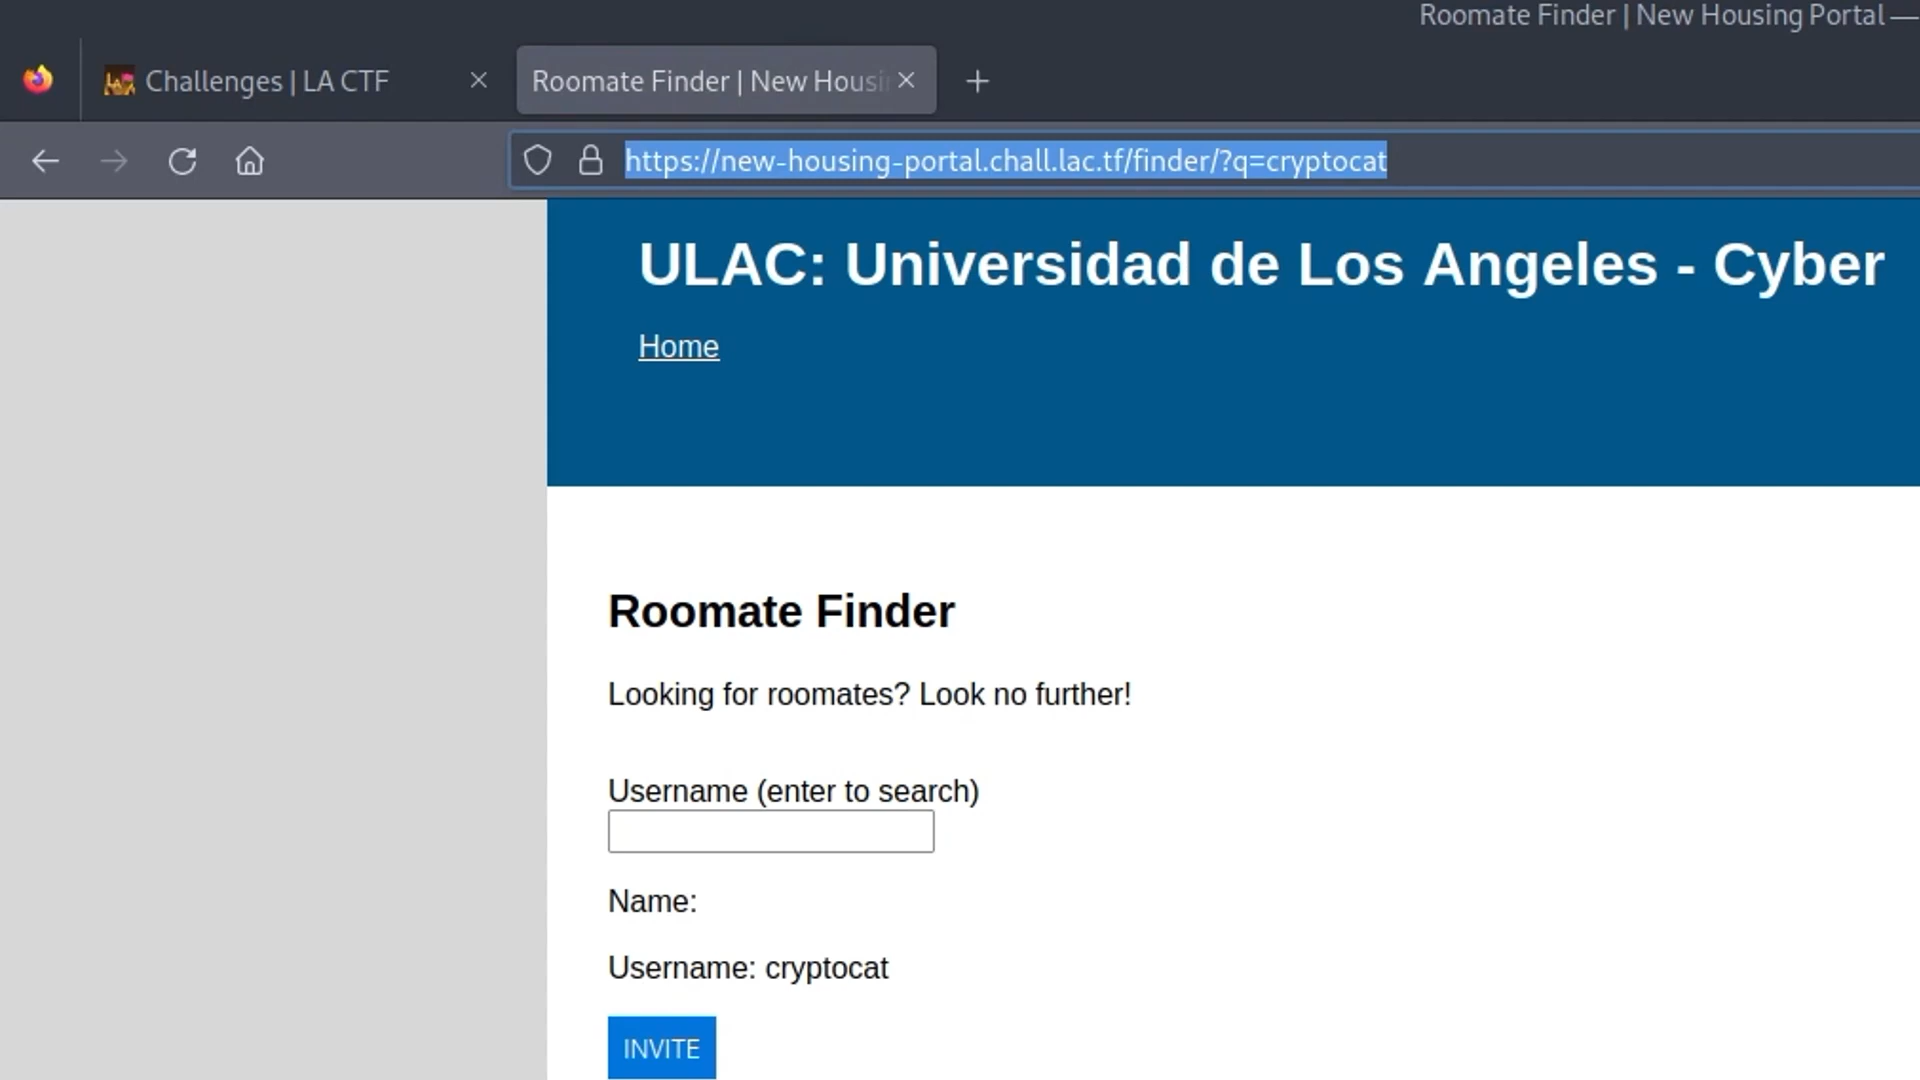 Roomate Finder | New Housing Portal —
Challenges | LA CTF
Roomate Finder | New Housi
https://new-housing-portal.chall.lac.tf/finder/?q=cryptocat
ULAC: Universidad de Los Angeles - Cyber
Home
Roomate Finder
Looking for roomates? Look no further!
Username (enter to search)
Name:
Username: cryptocat
INVITE